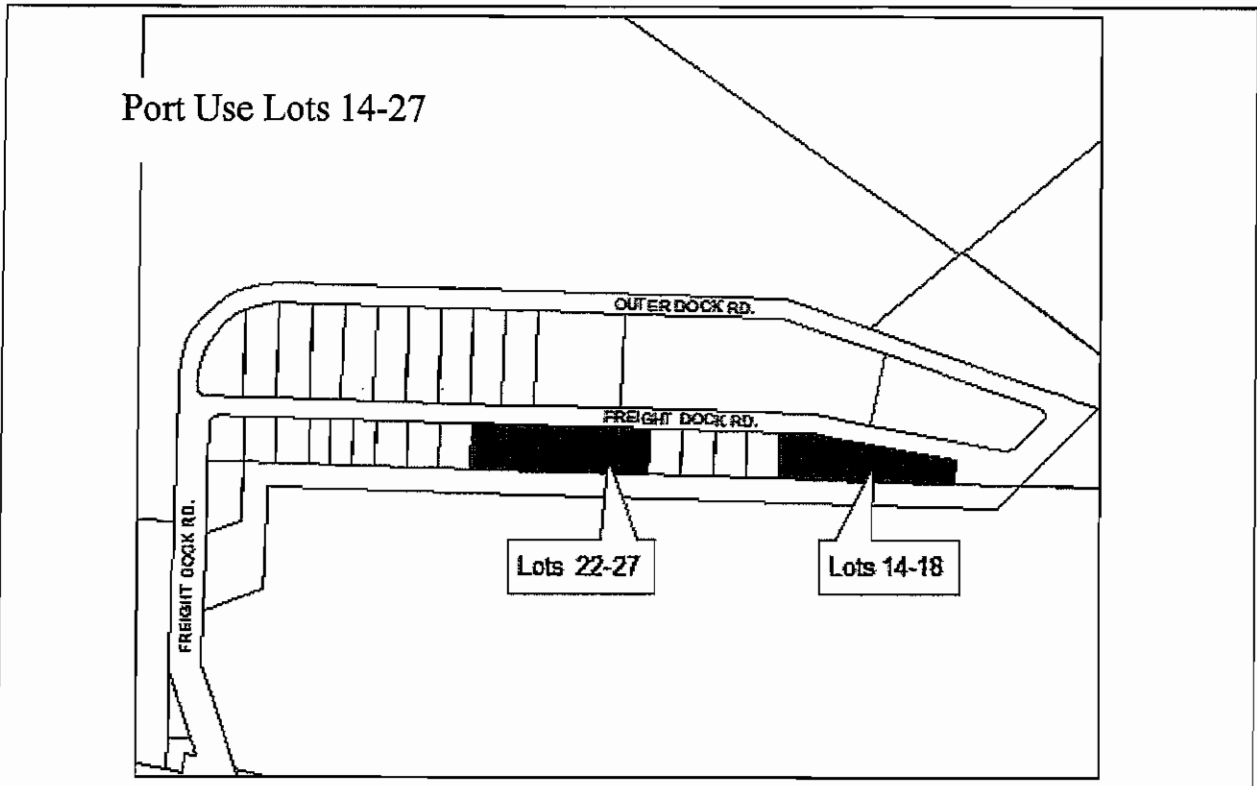 Port Use Lots 14-27
OUTER DOCK RD.
FREIGHT DOCK RD.
FREIGHT DOCK RD.
Lots 22-27
Lots 14-18